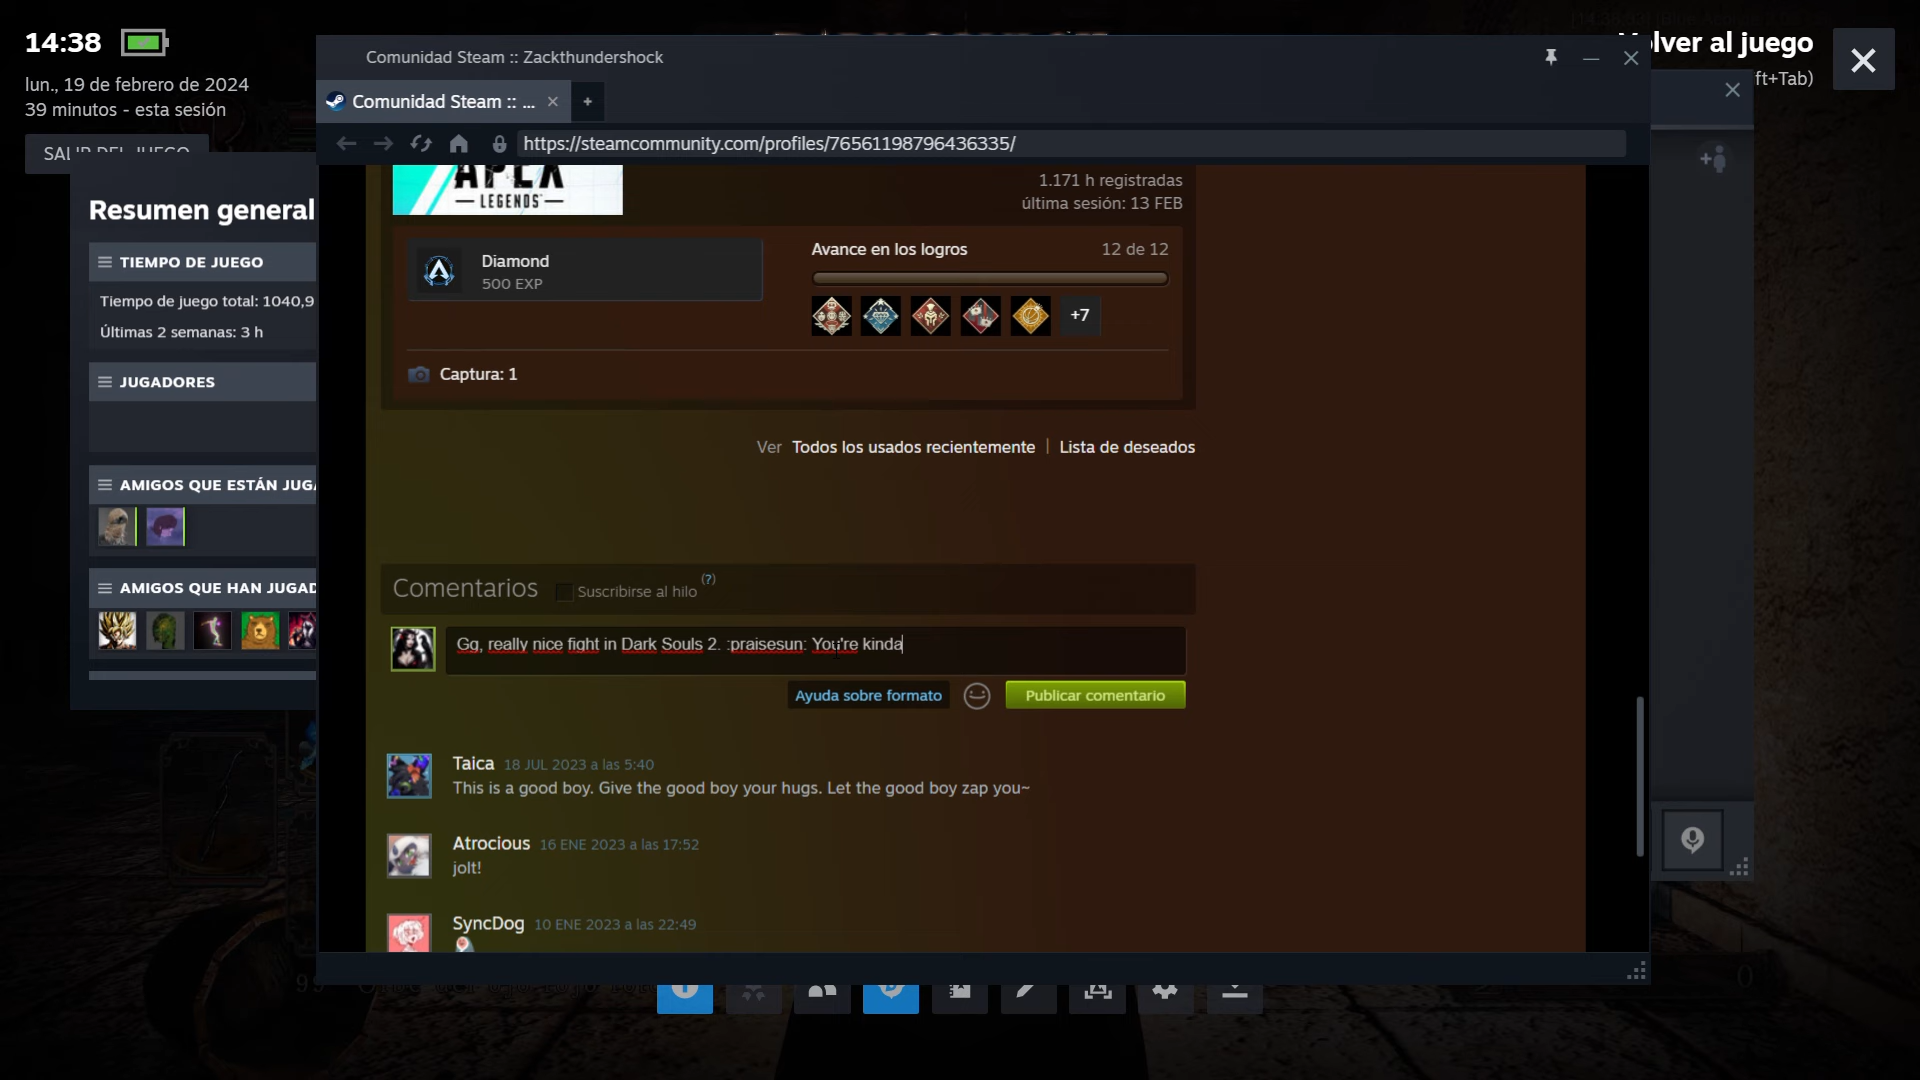 14:38
lun., 19 de febrero de 2024
39 minutos - esta sesión
SALIR DEL JUEGO
Volver al juego
ft+Tab)
Comunidad Steam :: Zackthundershock
Comunidad Steam :: ...
https://steamcommunity.com/profiles/76561198796436335/
Resumen general
TIEMPO DE JUEGO
Tiempo de juego total: 1040,9
Últimas 2 semanas: 3 h
JUGADORES
AMIGOS QUE ESTÁN JUG
AMIGOS QUE HAN JUGAD
APEX
LEGENDS
1.171 h registradas
última sesión: 13 FEB
Diamond
500 EXP
Avance en los logros
12 de 12
+7
Captura: 1
Ver Todos los usados recientemente | Lista de deseados
Comentarios
Suscribirse al hilo (?)
Gg, really nice fight in Dark Souls 2. :praisesun: You're kinda
Ayuda sobre formato
Publicar comentario
Taica 18 JUL 2023 a las 5:40
This is a good boy. Give the good boy your hugs. Let the good boy zap you~
Atrocious 16 ENE 2023 a las 17:52
jolt!
SyncDog 10 ENE 2023 a las 22:49